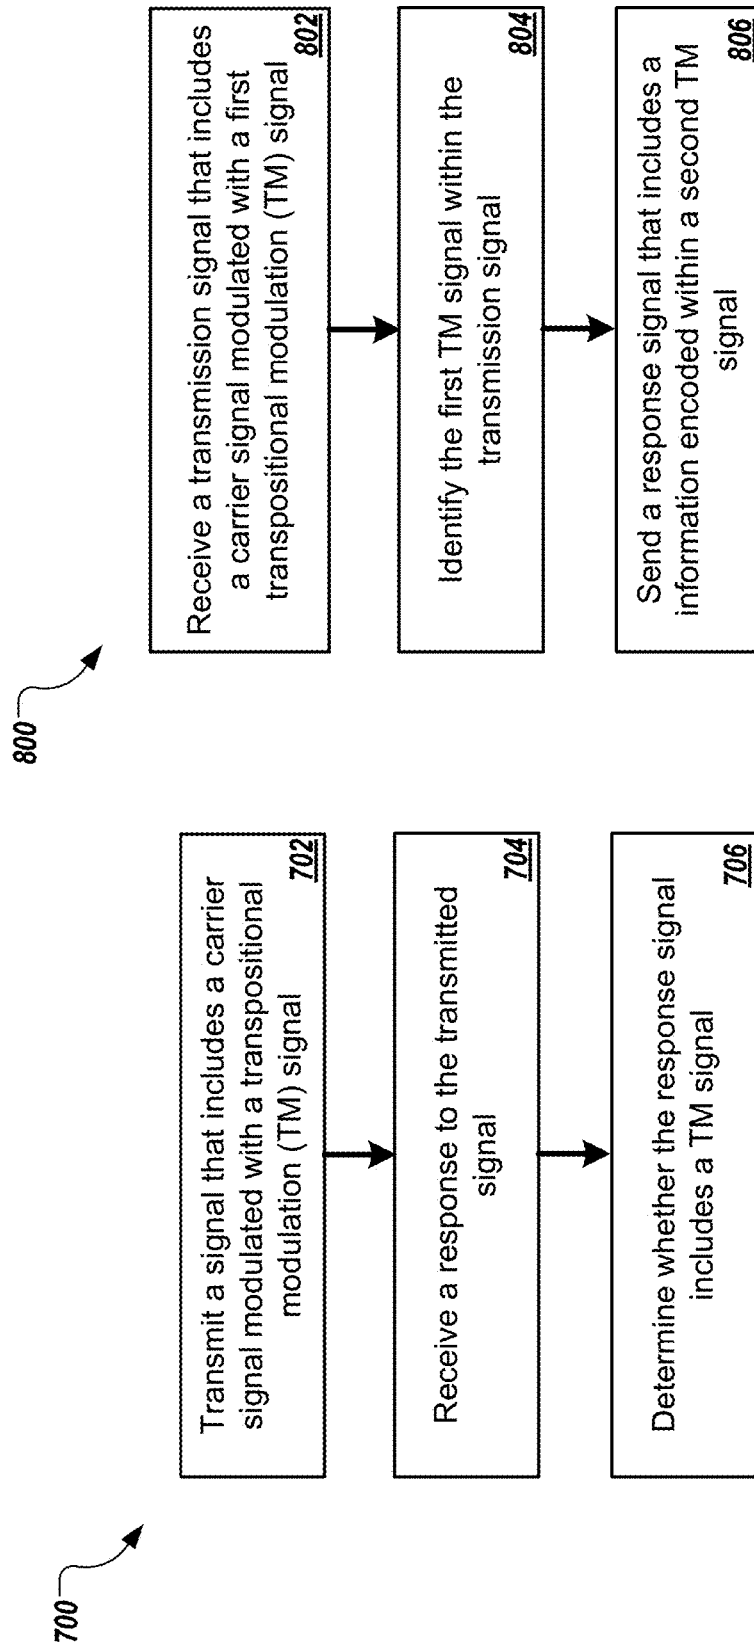 700
Transmit a signal that includes a carrier
signal modulated with a transpositional
modulation (TM) signal
702
Receive a response to the transmitted
signal
704
Determine whether the response signal
includes a TM signal
706
800
Receive a transmission signal that includes
a carrier signal modulated with a first
transpositional modulation (TM) signal
802
Identify the first TM signal within the
transmission signal
804
Send a response signal that includes a
information encoded within a second TM
signal
806